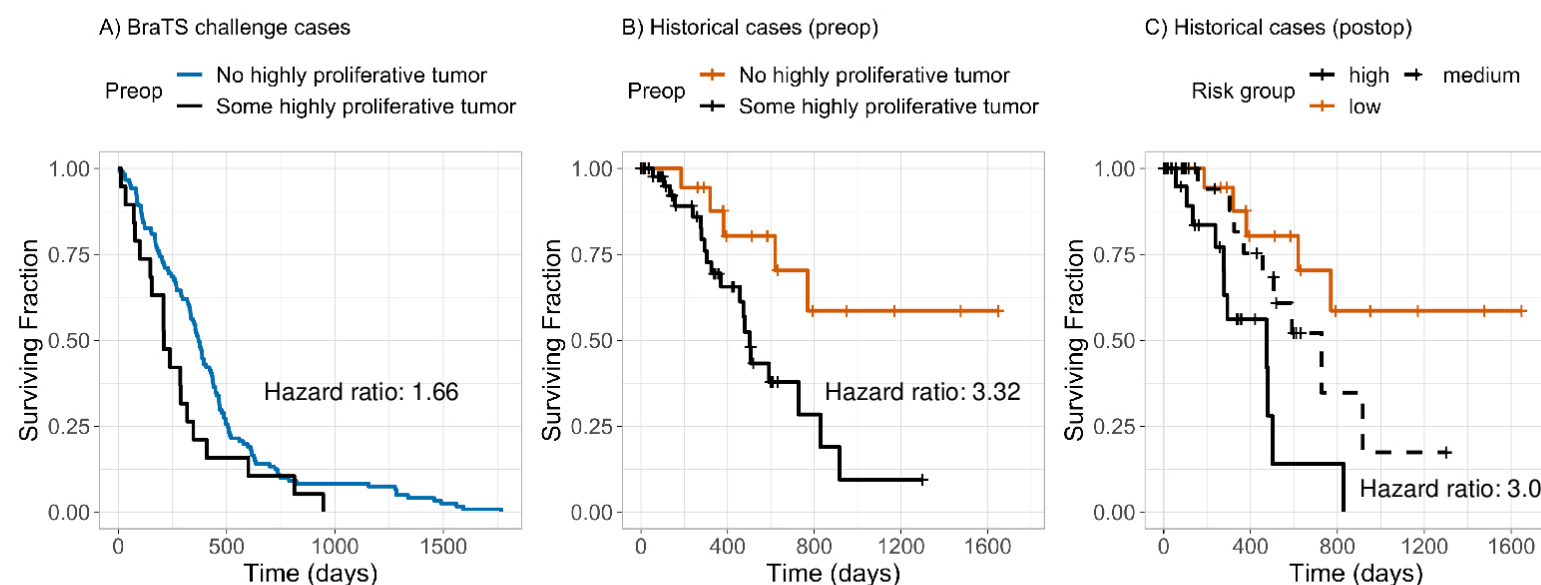 A) BraTS challenge cases
Preop
No highly proliferative tumor
Some highly proliferative tumor
Surviving Fraction
1.00
0.75
0.50
0.25
0.00
Hazard ratio: 1.66
0 500 1000 1500
Time (days)
B) Historical cases (preop)
Preop
No highly proliferative tumor
Some highly proliferative tumor
Surviving Fraction
1.00
0.75
0.50
0.25
0.00
Hazard ratio: 3.32
0 400 800 1200 1600
Time (days)
C) Historical cases (postop)
Risk group
high medium
low
Surviving Fraction
1.00
0.75
0.50
0.25
0.00
Hazard ratio: 3.0
0 400 800 1200 1600
Time (days)